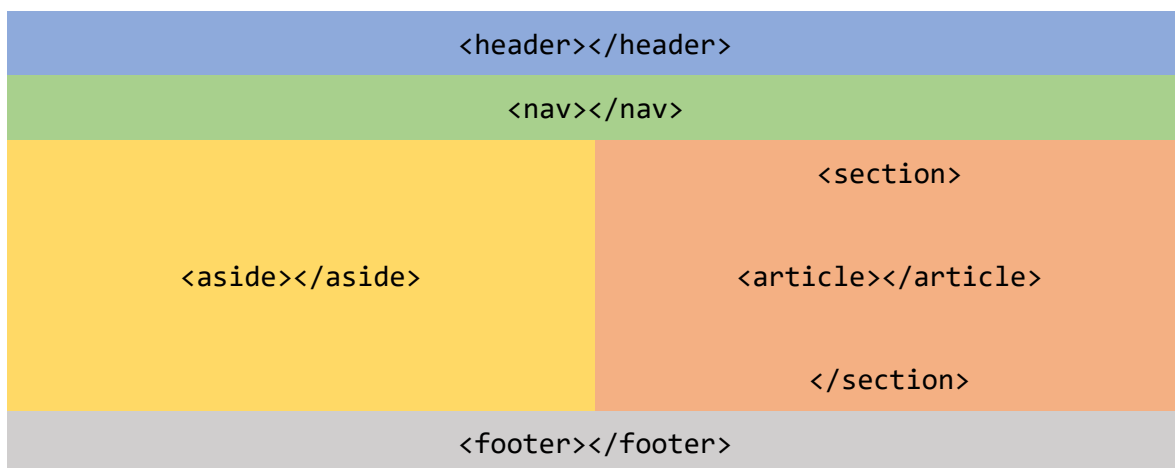 <header></header>
<nav></nav>
<aside></aside>
<section>
<article></article>
</section>
<footer></footer>